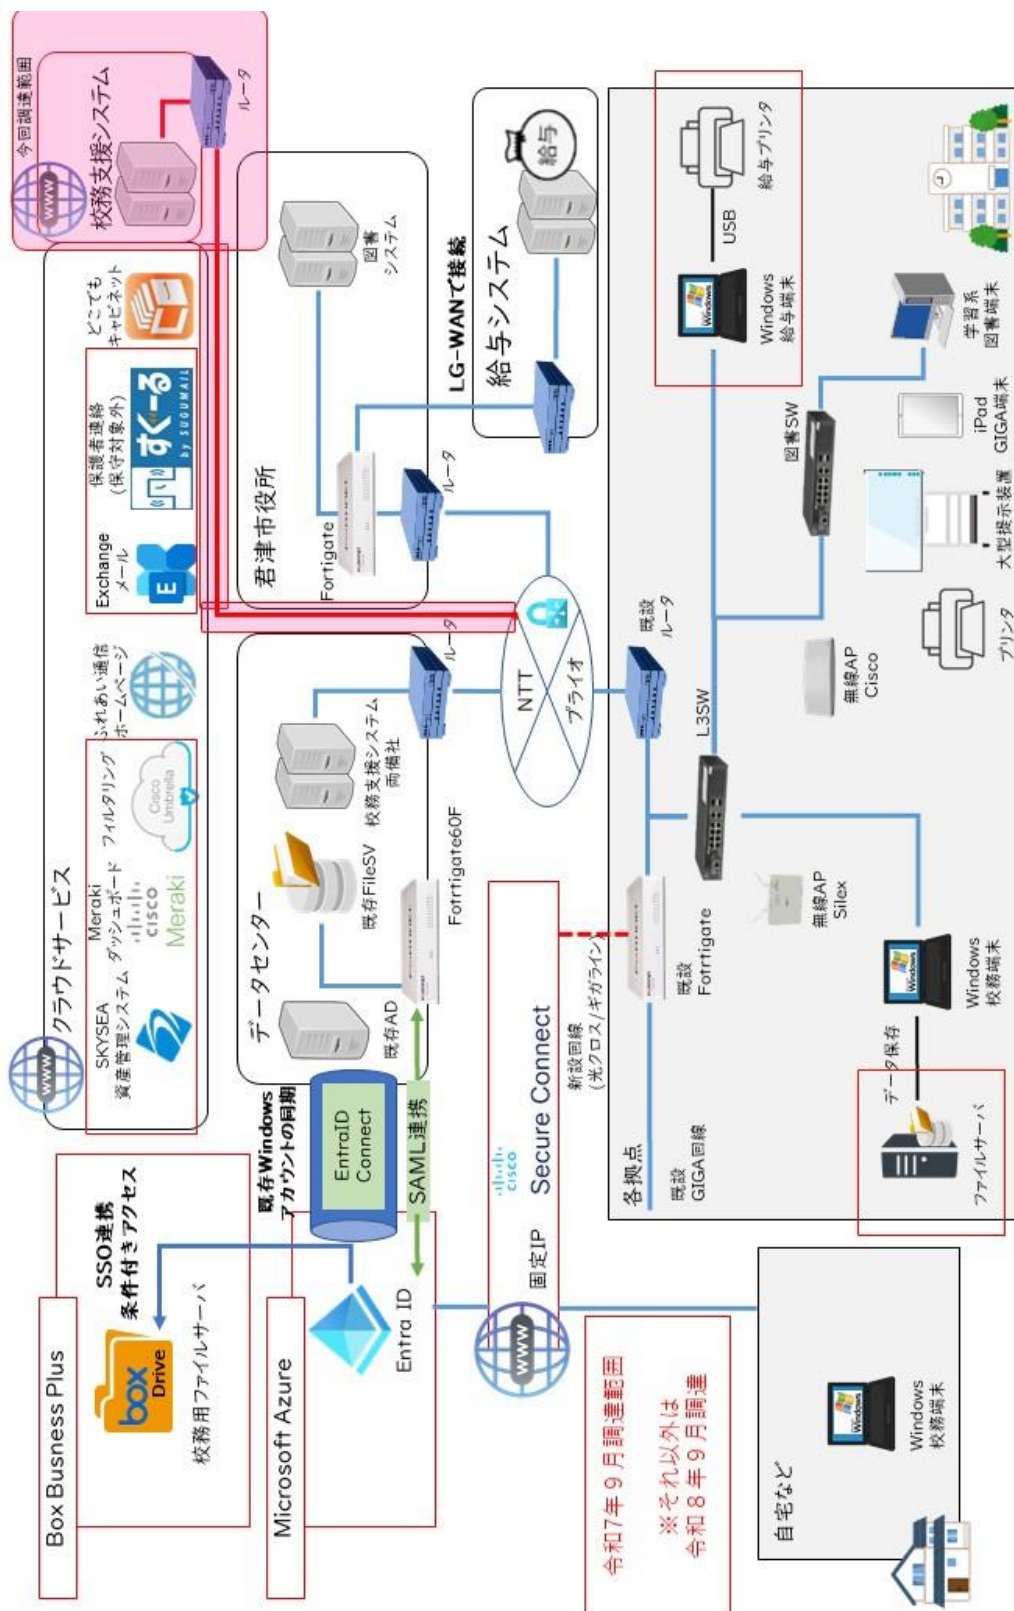 Box Busness Plus
SSO連携
条件付きアクセス
box
Drive
校務用ファイルサーバ
Microsoft Azure
Entra ID
既存Windows
アカウントの同期
EntraID
Connect
SAML連携
www
クラウドサービス
SKYSEA
資産管理システム
Meraki
ダッシュボード
cisco
Meraki
フィルタリング
Cisco
Umbrella
ふれあい通信
ホームページ
Exchange
メール
E
保護者連絡
(保守対象外)
すぐーる
by SUGUMAIL
どこでも
キャビネット
今回調達範囲
www
校務支援システム
ルータ
データセンター
既存AD
既存FileSV
Fotrtigate60F
校務支援システム
両備社
ルータ
君津市役所
Fortigate
ルータ
図書
システム
LG-WANで接続
給与システム
給与
NTT
プライオ
www
固定IP
cisco
Secure Connect
新設回線
(光クロス/ギガライン)
令和7年9月調達範囲
※それ以外は
令和8年9月調達
自宅など
Windows
Windows
校務端末
各拠点
既設
GIGA回線
既設
Fotrtigate
既設
ルータ
L3SW
ファイルサーバ
データ保存
Windows
Windows
校務端末
無線AP
Silex
無線AP
Cisco
プリンタ
大型提示装置
iPad
GIGA端末
図書SW
学習系
図書端末
Windows
Windows
給与端末
USB
給与プリンタ